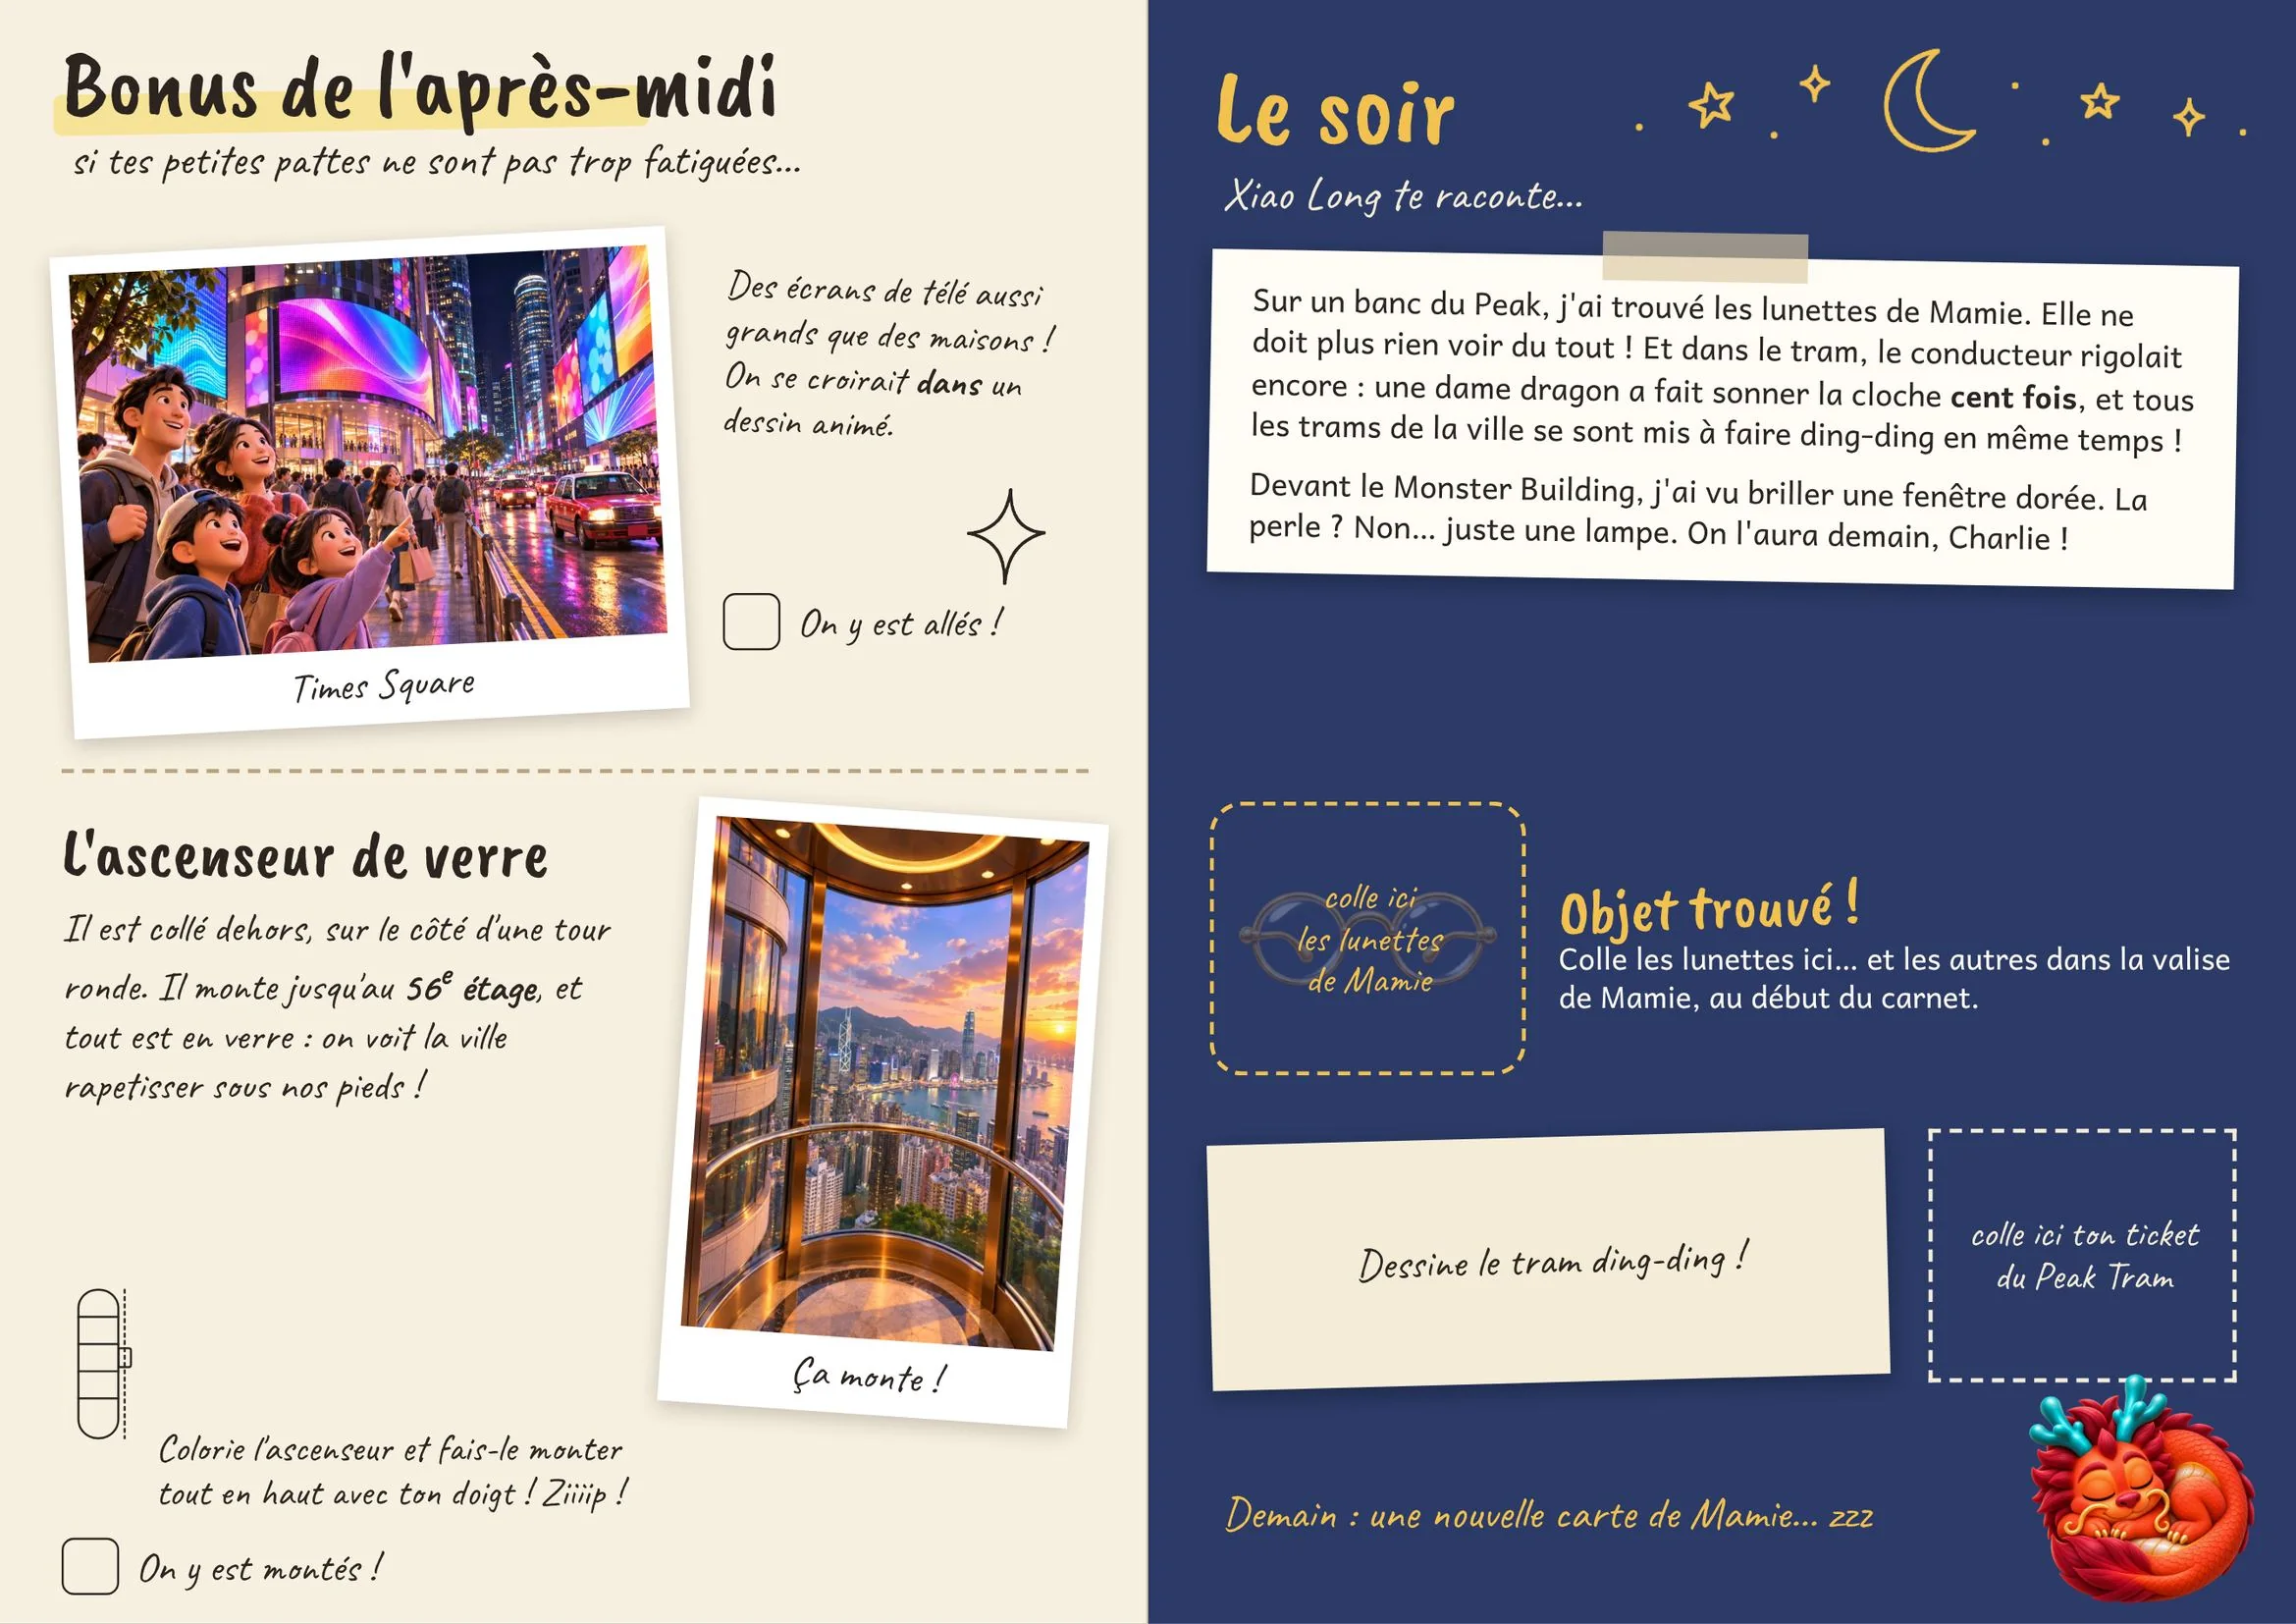 Bonus de l'après-midi
si tes petites pattes ne sont pas trop fatiguées...
Des écrans de télé aussi
grands que des maisons !
On se croirait dans un
dessin animé.
On y est allés !
Times Square
L'ascenseur de verre
Il est collé dehors, sur le côté d'une tour
ronde. Il monte jusqu'au 56e étage, et
tout est en verre : on voit la ville
rapetisser sous nos pieds !
Ça monte !
Colorie l'ascenseur et fais-le monter
tout en haut avec ton doigt ! Ziiiip !
On y est montés !
Le soir
Xiao Long te raconte...
Sur un banc du Peak, j'ai trouvé les lunettes de Mamie. Elle ne
doit plus rien voir du tout ! Et dans le tram, le conducteur rigolait
encore : une dame dragon a fait sonner la cloche cent fois, et tous
les trams de la ville se sont mis à faire ding-ding en même temps !
Devant le Monster Building, j'ai vu briller une fenêtre dorée. La
perle ? Non... juste une lampe. On l'aura demain, Charlie !
colle ici
les lunettes
de Mamie
Objet trouvé !
Colle les lunettes ici... et les autres dans la valise
de Mamie, au début du carnet.
Dessine le tram ding-ding !
colle ici ton ticket
du Peak Tram
Demain : une nouvelle carte de Mamie... zzz